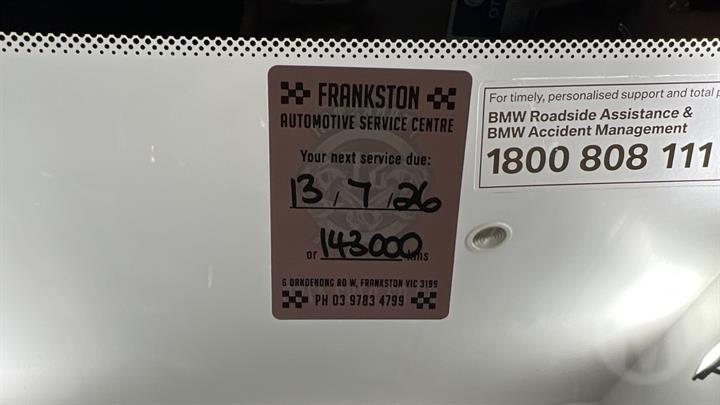 FRANKSTON
AUTOMOTIVE SERVICE CENTRE
Your next service due:
13 / 7 / 26
or 143000 kms
6 DANDENONG RD W, FRANKSTON VIC 3199
PH 03 9783 4799
For timely, personalised support and total
BMW Roadside Assistance &
BMW Accident Management
1800 808 111